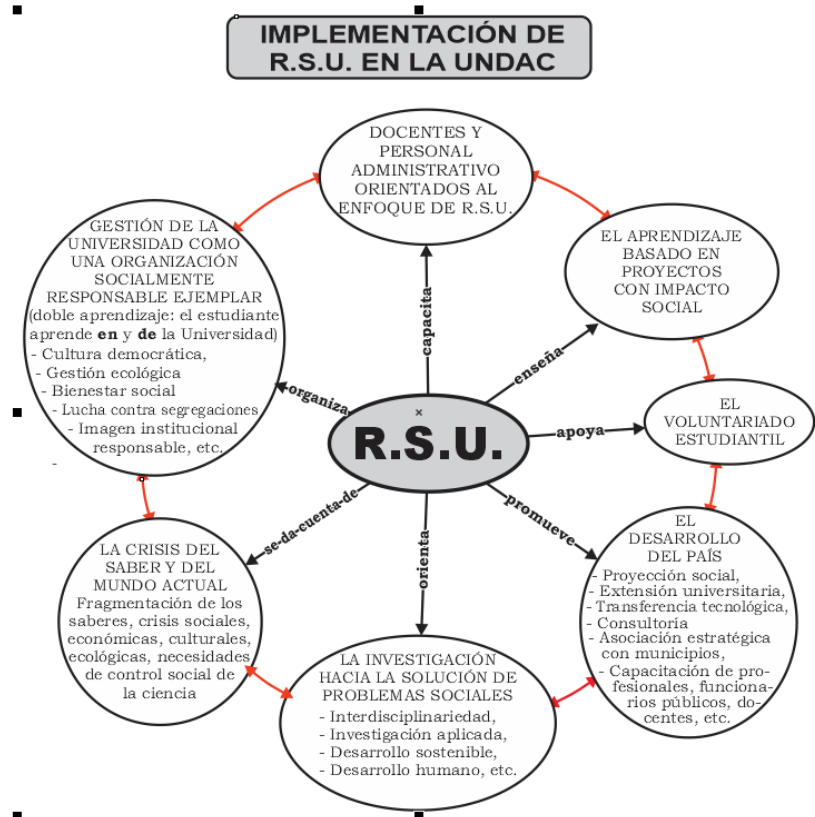 IMPLEMENTACIÓN DE
R.S.U. EN LA UNDAC
DOCENTES Y
PERSONAL
ADMINISTRATIVO
ORIENTADOS AL
ENFOQUE DE R.S.U.
GESTIÓN DE LA
UNIVERSIDAD COMO
UNA ORGANIZACIÓN
SOCIALMENTE
RESPONSABLE EJEMPLAR
(doble aprendizaje: el estudiante
aprende en y de la Universidad)
- Cultura democrática,
- Gestión ecológica
- Bienestar social
- Lucha contra segregaciones
- Imagen institucional
responsable, etc.
-
EL APRENDIZAJE
BASADO EN
PROYECTOS
CON IMPACTO
SOCIAL
capacita
enseña
organiza
R.S.U.
apoya
EL
VOLUNTARIADO
ESTUDIANTIL
se-da-cuenta-de
orienta
promueve
LA CRISIS DEL
SABER Y DEL
MUNDO ACTUAL
Fragmentación de los
saberes, crisis sociales,
económicas, culturales,
ecológicas, necesidades
de control social de
la ciencia
LA INVESTIGACIÓN
HACIA LA SOLUCIÓN DE
PROBLEMAS SOCIALES
- Interdisciplinariedad,
- Investigación aplicada,
- Desarrollo sostenible,
- Desarrollo humano, etc.
EL
DESARROLLO
DEL PAÍS
- Proyección social,
- Extensión universitaria,
- Transferencia tecnológica,
- Consultoría
- Asociación estratégica
con municipios,
- Capacitación de pro-
fesionales, funciona-
rios públicos, do-
centes, etc.